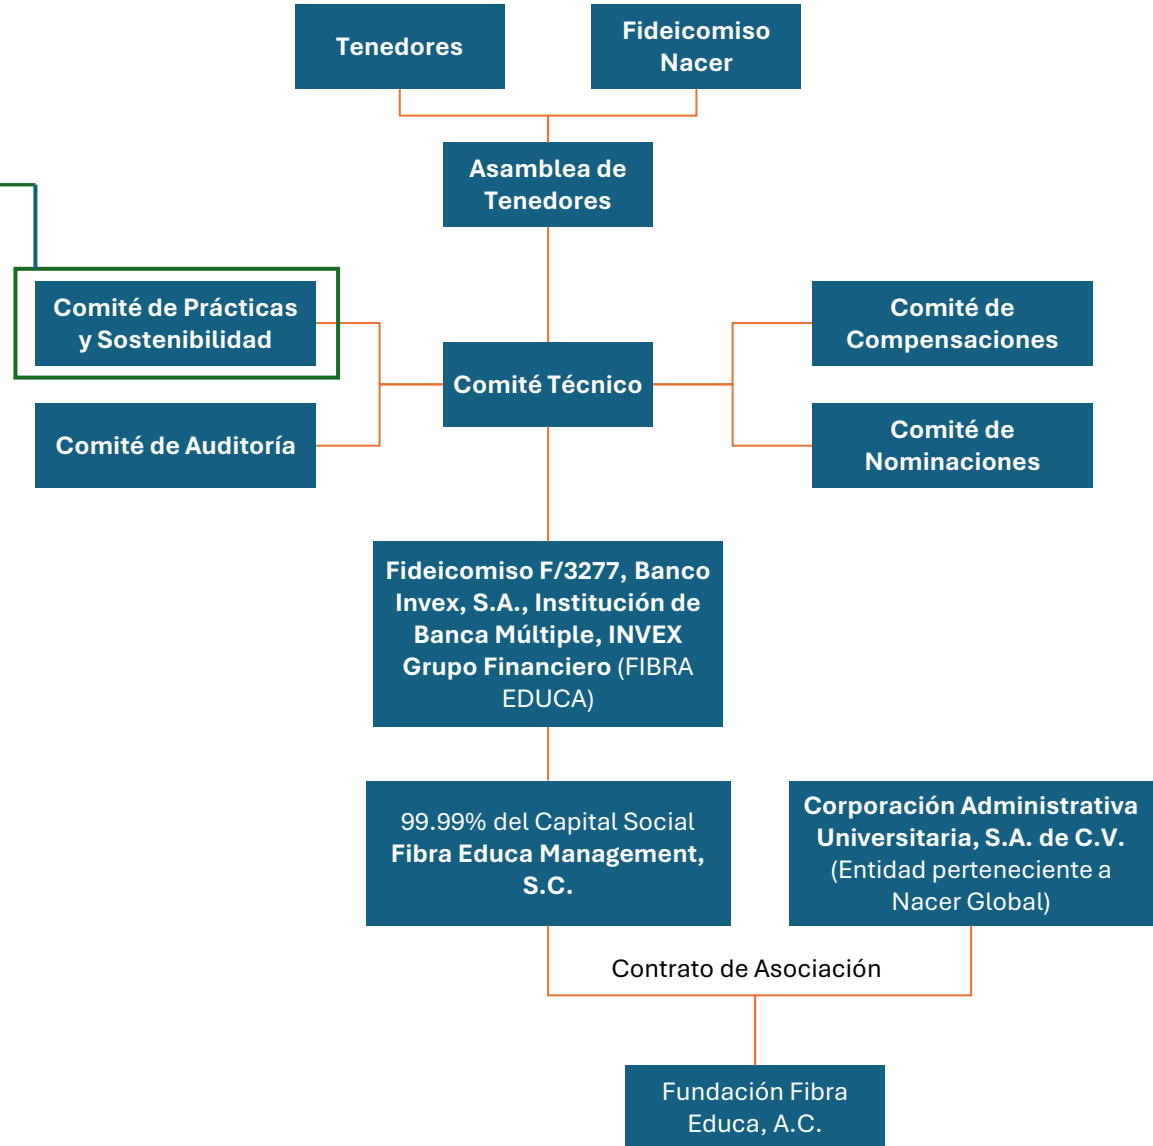 Tenedores
Fideicomiso
Nacer
Asamblea de
Tenedores
Comité de Prácticas
y Sostenibilidad
Comité de
Compensaciones
Comité Técnico
Comité de Auditoría
Comité de
Nominaciones
Fideicomiso F/3277, Banco
Invex, S.A., Institución de
Banca Múltiple, INVEX
Grupo Financiero (FIBRA
EDUCA)
99.99% del Capital Social
Fibra Educa Management,
S.C.
Corporación Administrativa
Universitaria, S.A. de C.V.
(Entidad perteneciente a
Nacer Global)
Contrato de Asociación
Fundación Fibra
Educa, A.C.